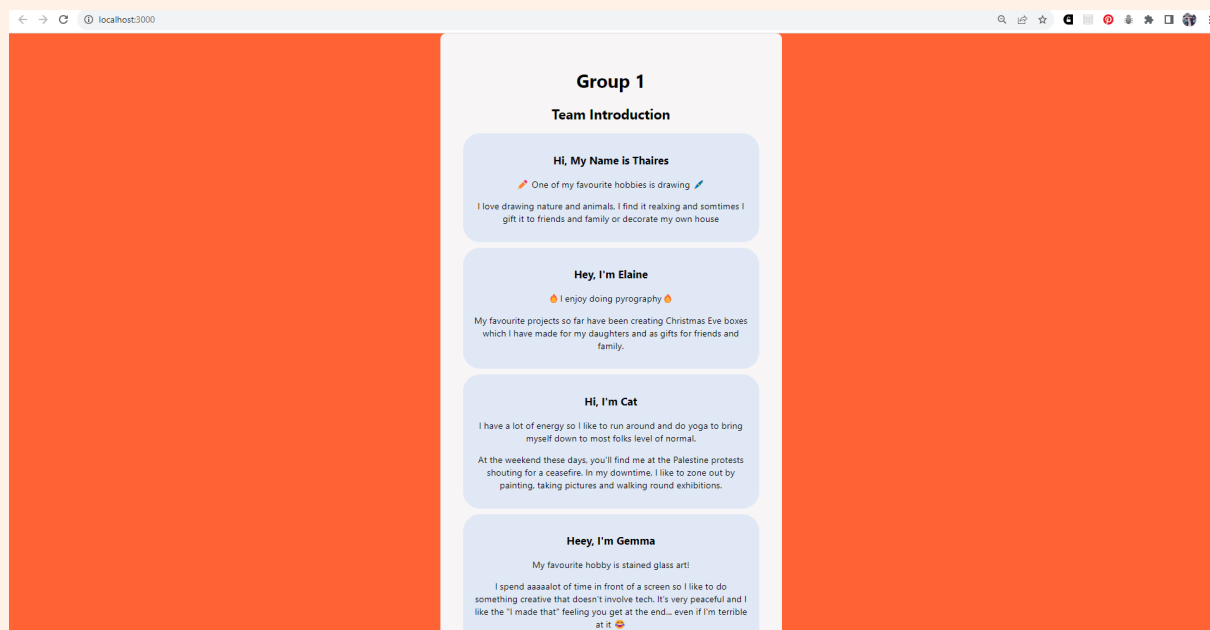 localhost:3000
Group 1
Team Introduction
Hi, My Name is Thaires
✏️ One of my favourite hobbies is drawing 🖊️
I love drawing nature and animals. I find it realxing and somtimes I
gift it to friends and family or decorate my own house
Hey, I'm Elaine
🔥 I enjoy doing pyrography🔥
My favourite projects so far have been creating Christmas Eve boxes
which I have made for my daughters and as gifts for friends and
family.
Hi, I'm Cat
I have a lot of energy so I like to run around and do yoga to bring
myself down to most folks level of normal.
At the weekend these days, you'll find me at the Palestine protests
shouting for a ceasefire. In my downtime, I like to zone out by
painting, taking pictures and walking round exhibitions.
Heey, I'm Gemma
My favourite hobby is stained glass art!
I spend aaaaalot of time in front of a screen so I like to do
something creative that doesn't involve tech. It's very peaceful and I
like the "I made that" feeling you get at the end... even if I'm terrible
at it 😂